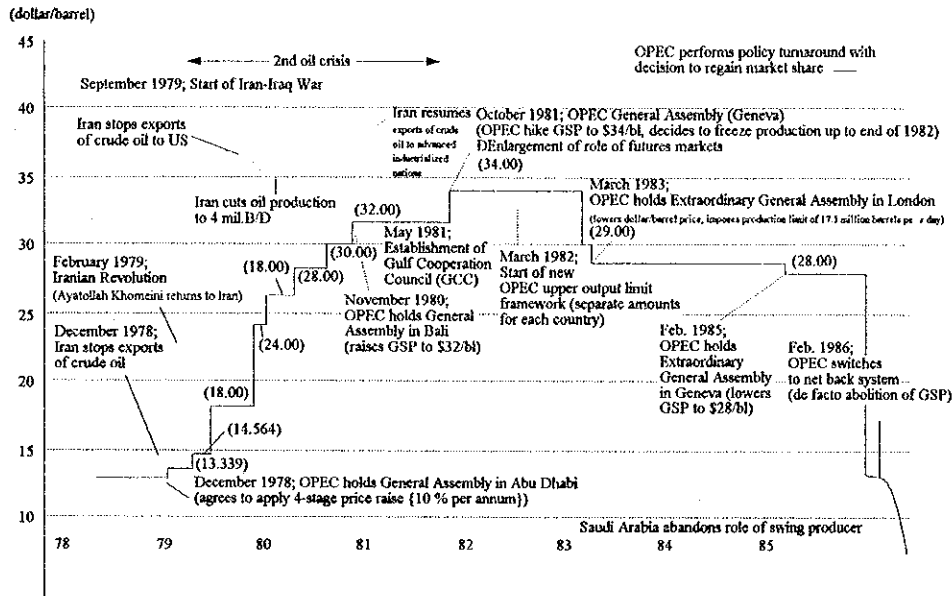 (dollar/barrel)
45
2nd oil crisis
OPEC performs policy turnaround with
decision to regain market share
September 1979; Start of Iran-Iraq War
40
Iran stops exports
of crude oil to US
Iran resumes
exports of crude
oil to advanced
industrialized
nations
October 1981; OPEC General Assembly (Geneva)
(OPEC hike GSP to $34/bl, decides to freeze production up to end of 1982)
DEnlargement of role of futures markets
(34.00)
35
Iran cuts oil production
to 4 mil.B/D
(32.00)
March 1983;
OPEC holds Extraordinary General Assembly in London
(lowers dollar/barrel price, imposes production limit of 17.5 million barrels per day)
(29.00)
30
February 1979;
Iranian Revolution
(Ayatollah Khomeini returns to Iran)
(18.00)
(28.00)
(30.00)
May 1981;
Establishment of
Gulf Cooperation
Council (GCC)
March 1982;
Start of new
OPEC upper output limit
framework (separate amounts
for each country)
(28.00)
25
November 1980;
OPEC holds General
Assembly in Bali
(raises GSP to $32/bl)
December 1978;
Iran stops exports
of crude oil
(24.00)
Feb. 1985;
OPEC holds
Extraordinary
General Assembly
in Geneva (lowers
GSP to $28/bl)
Feb. 1986;
OPEC switches
to net back system
(de facto abolition of GSP)
20
(18.00)
(14.564)
15
(13.339)
December 1978; OPEC holds General Assembly in Abu Dhabi
(agrees to apply 4-stage price raise {10 % per annum})
10
Saudi Arabia abandons role of swing producer
78 79 80 81 82 83 84 85